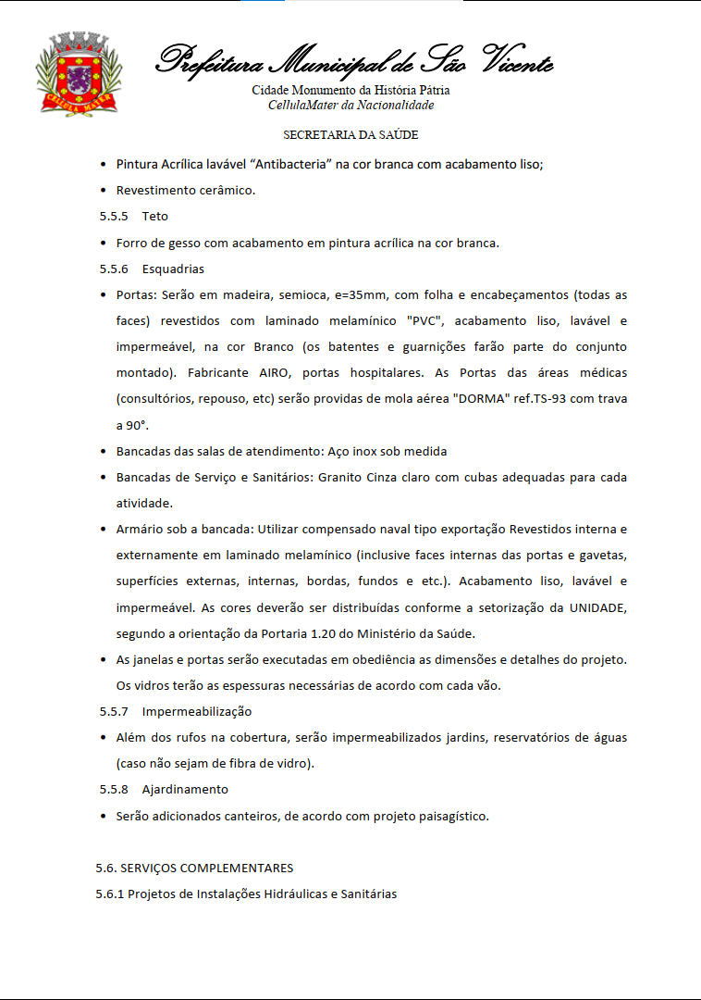 Prefeitura Municipal de São Vicente
Cidade Monumento da História Pátria
CellulaMater da Nacionalidade
CELLULA MATER
SECRETARIA DA SAÚDE
• Pintura Acrílica lavável “Antibacteria” na cor branca com acabamento liso;
• Revestimento cerâmico.
5.5.5 Teto
• Forro de gesso com acabamento em pintura acrílica na cor branca.
5.5.6 Esquadrias
• Portas: Serão em madeira, semioca, e=35mm, com folha e encabeçamentos (todas as
faces) revestidos com laminado melamínico "PVC", acabamento liso, lavável e
impermeável, na cor Branco (os batentes e guarnições farão parte do conjunto
montado). Fabricante AIRO, portas hospitalares. As Portas das áreas médicas
(consultórios, repouso, etc) serão providas de mola aérea "DORMA" ref.TS-93 com trava
a 90°.
• Bancadas das salas de atendimento: Aço inox sob medida
• Bancadas de Serviço e Sanitários: Granito Cinza claro com cubas adequadas para cada
atividade.
• Armário sob a bancada: Utilizar compensado naval tipo exportação Revestidos interna e
externamente em laminado melamínico (inclusive faces internas das portas e gavetas,
superfícies externas, internas, bordas, fundos e etc.). Acabamento liso, lavável e
impermeável. As cores deverão ser distribuídas conforme a setorização da UNIDADE,
segundo a orientação da Portaria 1.20 do Ministério da Saúde.
• As janelas e portas serão executadas em obediência as dimensões e detalhes do projeto.
Os vidros terão as espessuras necessárias de acordo com cada vão.
5.5.7 Impermeabilização
• Além dos rufos na cobertura, serão impermeabilizados jardins, reservatórios de águas
(caso não sejam de fibra de vidro).
5.5.8 Ajardinamento
• Serão adicionados canteiros, de acordo com projeto paisagístico.
5.6. SERVIÇOS COMPLEMENTARES
5.6.1 Projetos de Instalações Hidráulicas e Sanitárias